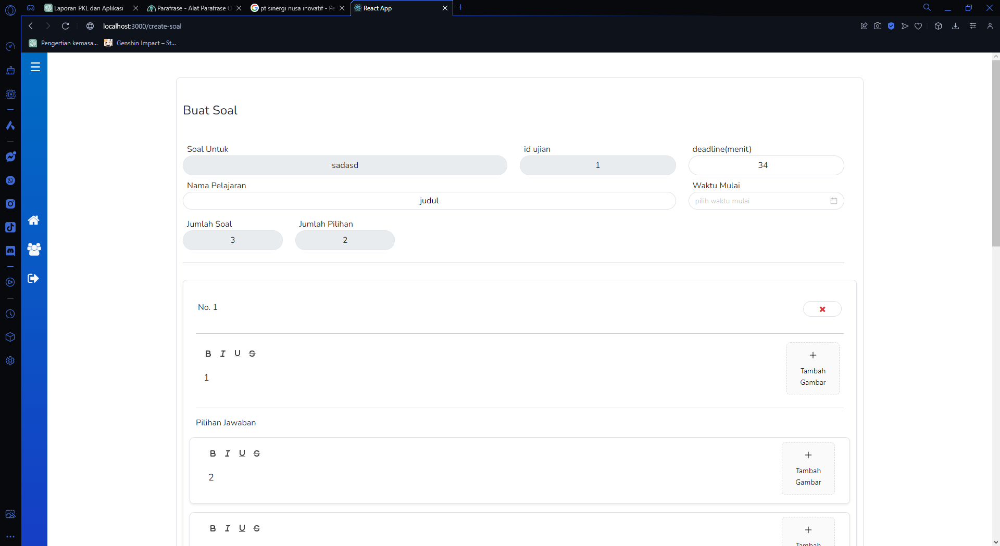 Laporan PKL dan Aplikasi
Parafrase - Alat Parafrase O
pt sinergi nusa inovatif - Pe
React App
localhost:3000/create-soal
Pengertian kemasa...
Genshin Impact – St...
Buat Soal
Soal Untuk
id ujian
deadline(menit)
sadasd
1
34
Nama Pelajaran
Waktu Mulai
judul
pilih waktu mulai
Jumlah Soal
Jumlah Pilihan
3
2
No. 1
B I U S
1
Tambah
Gambar
Pilihan Jawaban
B I U S
2
Tambah
Gambar
B I U S
Tambah